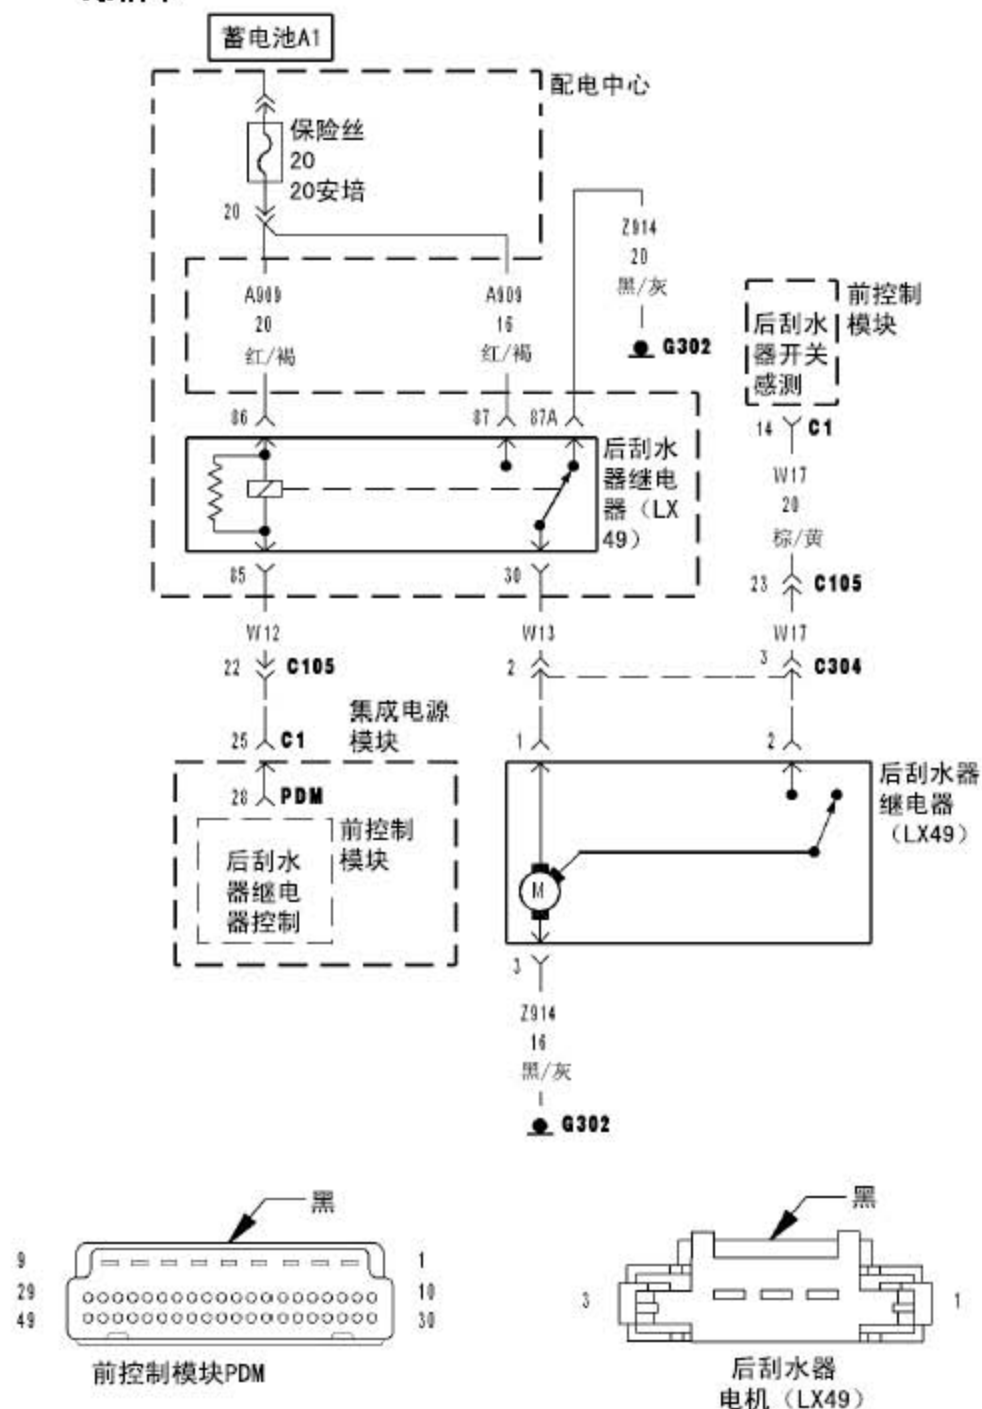 蓄电池A1
配电中心
保险丝
20
20安培
20
Z914
20
黑/灰
G302
A909
20
红/褐
A909
16
红/褐
前控制
模块
后刮水
器开关
感测
14
C1
W17
20
棕/黄
23
C105
W17
3
C304
86
87
87A
后刮水
器继电
器（LX
49）
85
30
W12
22
C105
W13
2
集成电源
模块
25
C1
28
PDM
前控制
模块
后刮水
器继电
器控制
1
2
后刮水器
继电器
（LX49）
M
3
Z914
16
黑/灰
G302
黑
9
1
29
10
49
30
前控制模块PDM
黑
3
1
后刮水器
电机（LX49）